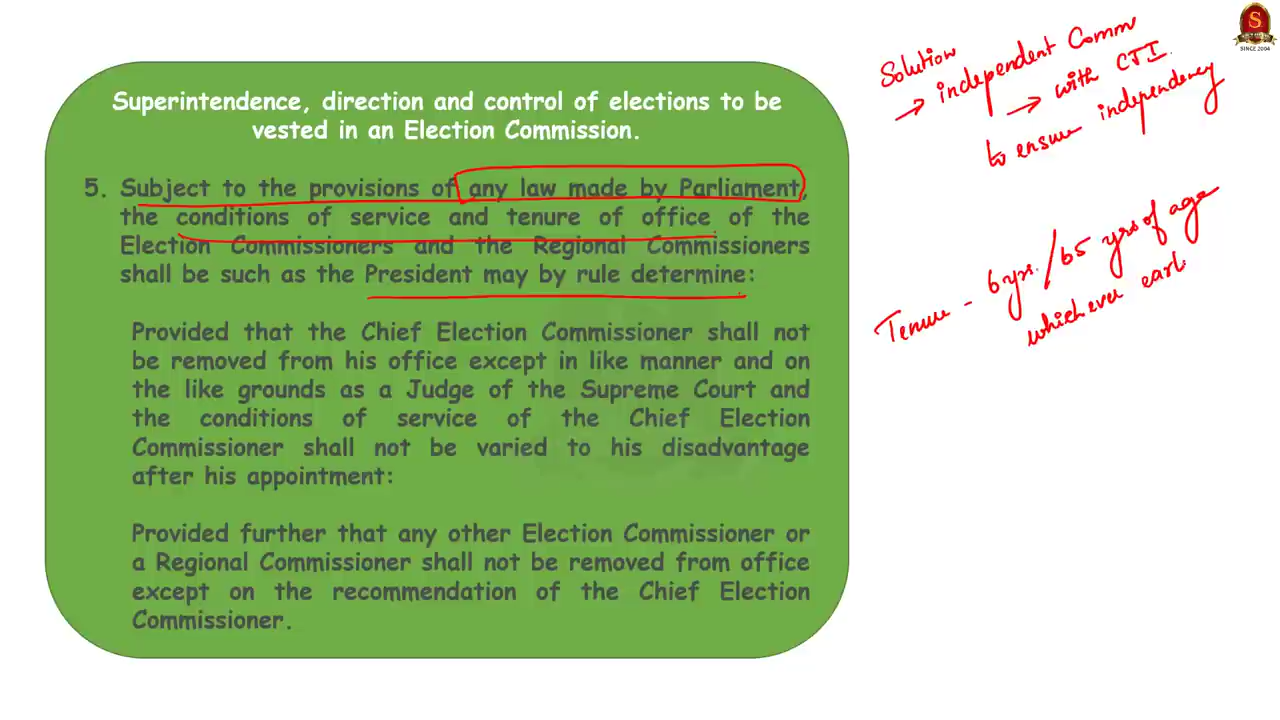 Superintendence, direction and control of elections to be
vested in an Election Commission.
5. Subject to the provisions of any law made by Parliament,
the conditions of service and tenure of office of the
Election Commissioners and the Regional Commissioners
shall be such as the President may by rule determine:
Provided that the Chief Election Commissioner shall not
be removed from his office except in like manner and on
the like grounds as a Judge of the Supreme Court and
the conditions of service of the Chief Election
Commissioner shall not be varied to his disadvantage
after his appointment:
Provided further that any other Election Commissioner or
a Regional Commissioner shall not be removed from office
except on the recommendation of the Chief Election
Commissioner.
Solution
→ independent Comm
→ with CJI
to ensure independency
Tenure - 6 yrs. / 65 yrs of age
whichever earli
S
SINCE 2004